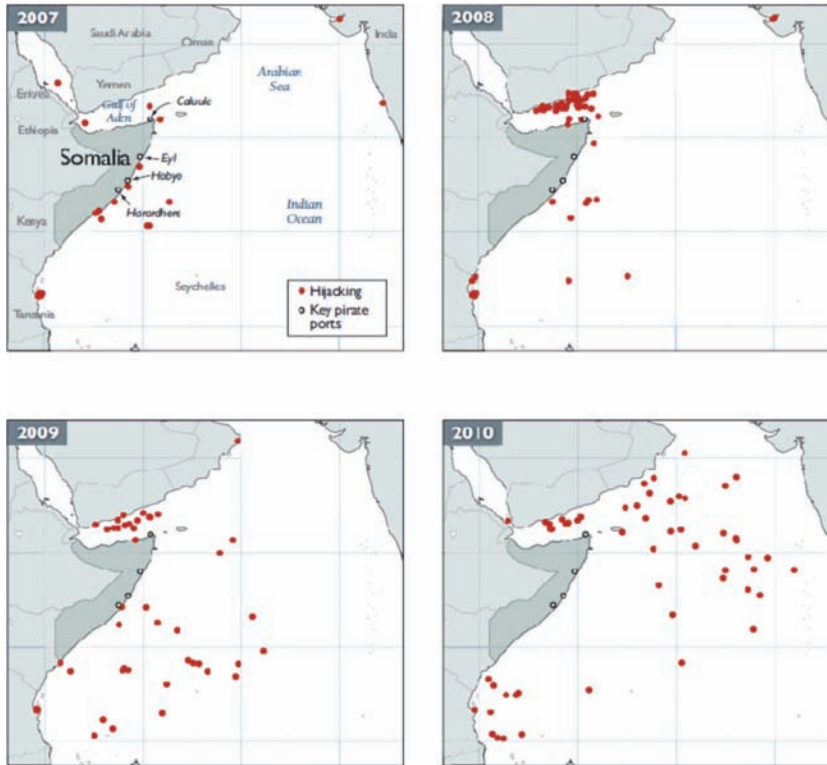 2007
Saudi Arabia
Oman
India
Arabian
Sea
Eritrea
Yemen
Gulf of
Aden
Caluula
Ethiopia
Somalia
Eyl
Hobyo
Harardhere
Indian
Ocean
Kenya
Seychelles
Tanzania
Hijacking
Key pirate
ports
2008
2009
2010